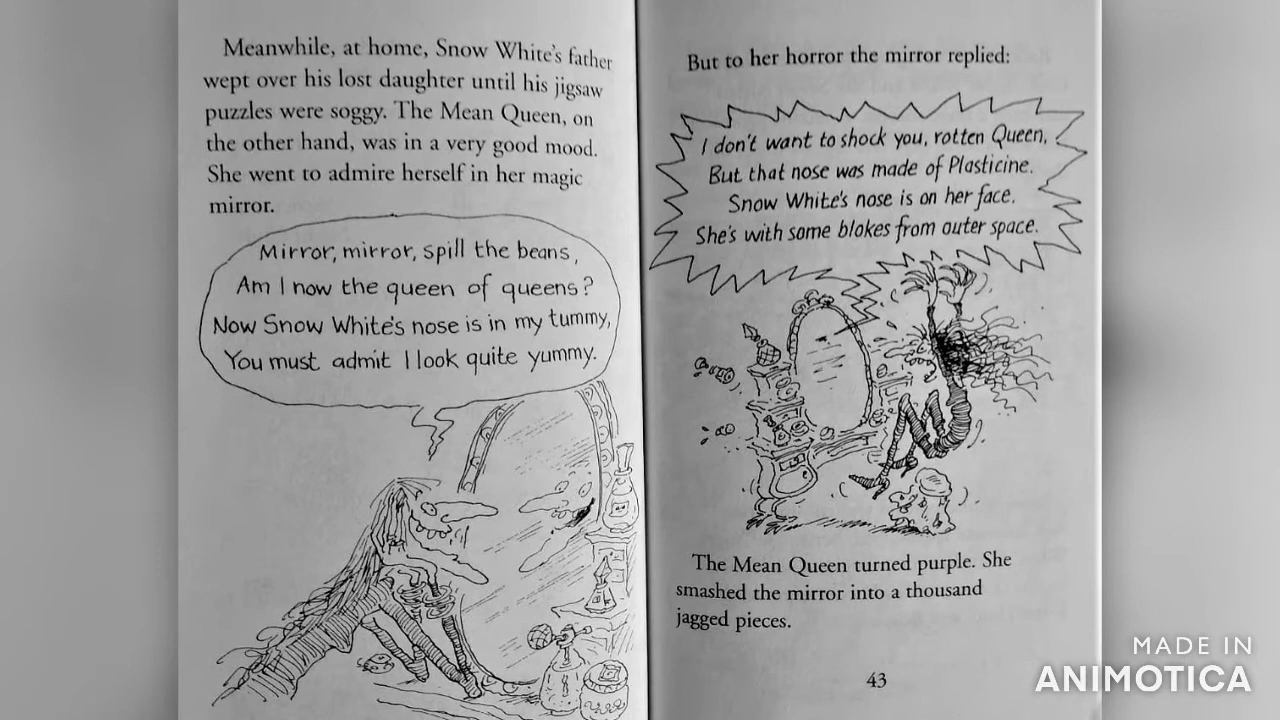 Meanwhile, at home, Snow White's father
wept over his lost daughter until his jigsaw
puzzles were soggy. The Mean Queen, on
the other hand, was in a very good mood.
She went to admire herself in her magic
mirror.
Mirror, mirror, spill the beans,
Am I now the queen of queens?
Now Snow White's nose is in my tummy,
You must admit I look quite yummy.
But to her horror the mirror replied:
I don't want to shock you, rotten Queen,
But that nose was made of Plasticine.
Snow White's nose is on her face.
She's with some blokes from outer space.
The Mean Queen turned purple. She
smashed the mirror into a thousand
jagged pieces.
43
MADE IN
ANIMOTICA